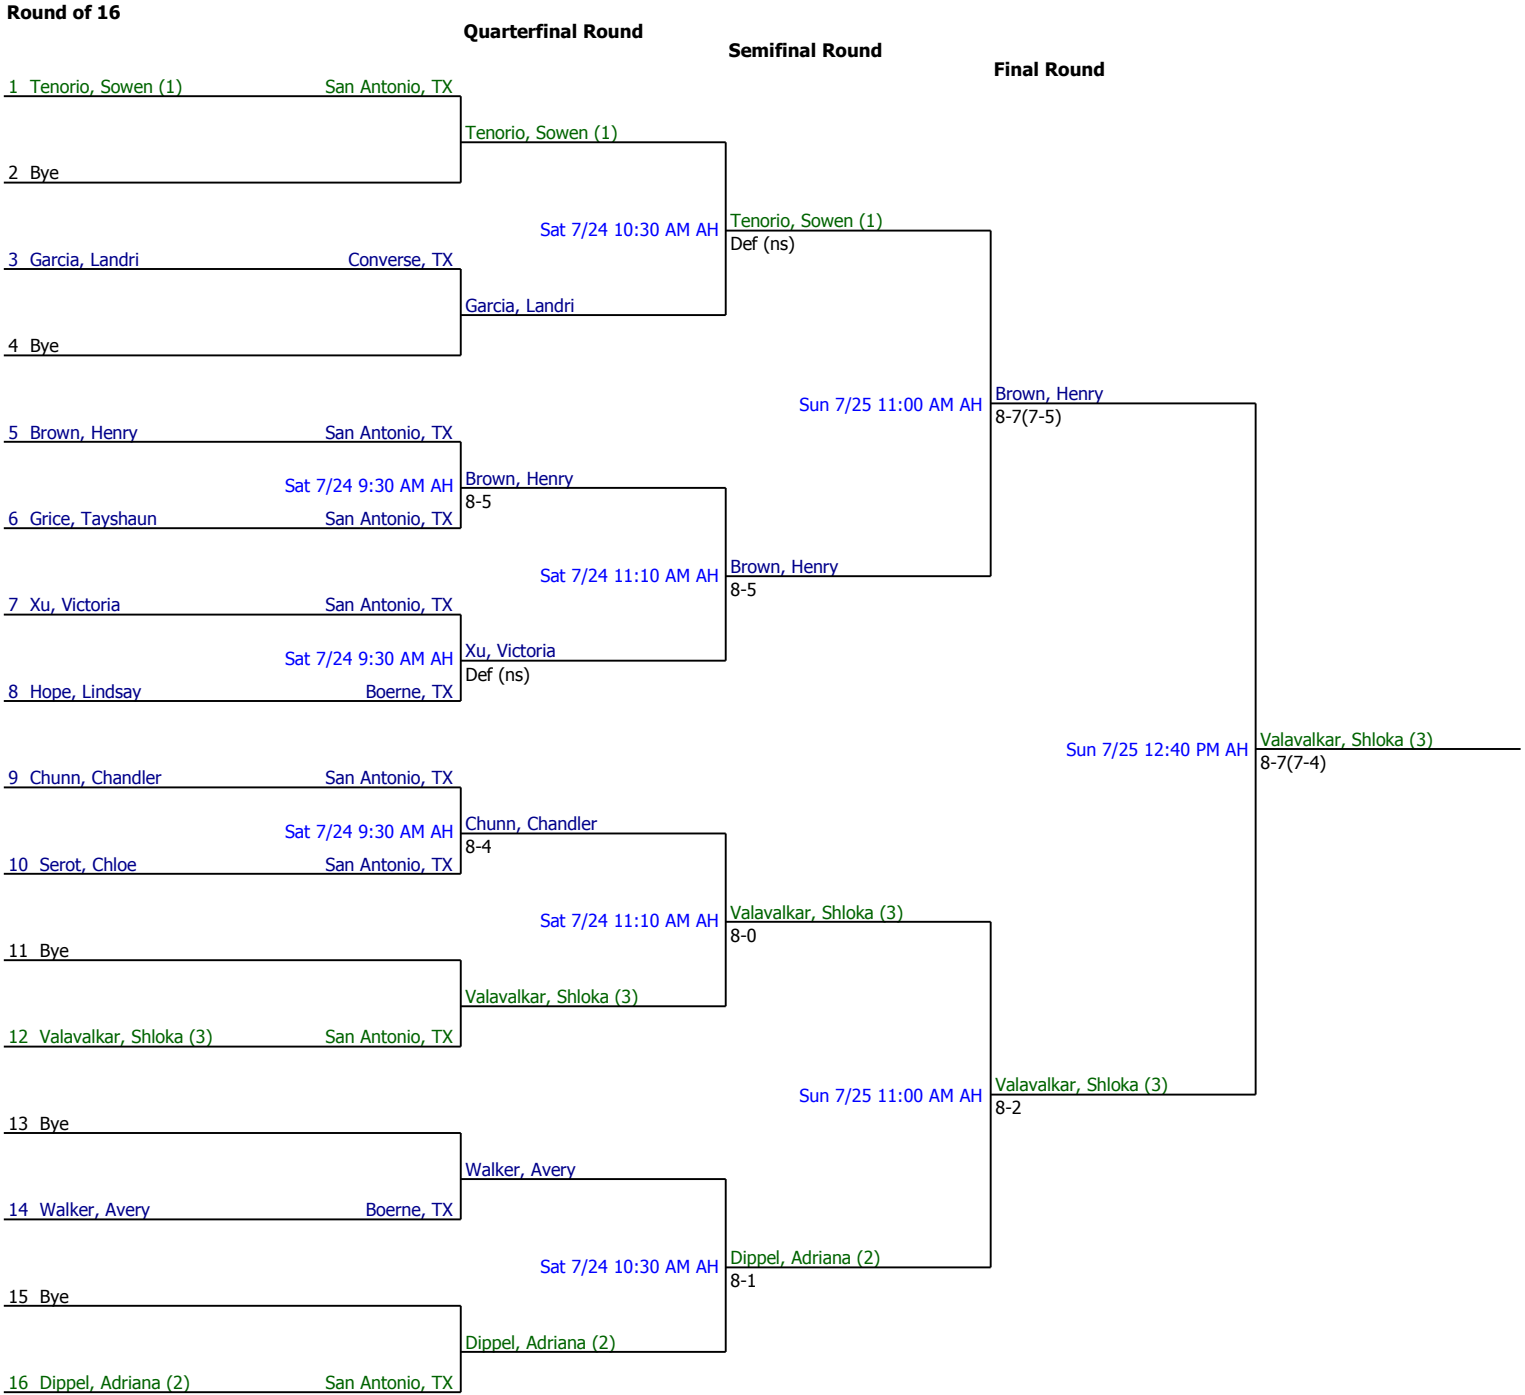 Round of 16
Quarterfinal Round
Semifinal Round
Final Round
1 Tenorio, Sowen (1) San Antonio, TX
Tenorio, Sowen (1)
2 Bye
Sat 7/24 10:30 AM AH Tenorio, Sowen (1)
Def (ns)
3 Garcia, Landri Converse, TX
Garcia, Landri
4 Bye
Sun 7/25 11:00 AM AH Brown, Henry
8-7(7-5)
5 Brown, Henry San Antonio, TX
Sat 7/24 9:30 AM AH Brown, Henry
8-5
6 Grice, Tayshaun San Antonio, TX
Sat 7/24 11:10 AM AH Brown, Henry
8-5
7 Xu, Victoria San Antonio, TX
Sat 7/24 9:30 AM AH Xu, Victoria
Def (ns)
8 Hope, Lindsay Boerne, TX
Sun 7/25 12:40 PM AH Valavalkar, Shloka (3)
8-7(7-4)
9 Chunn, Chandler San Antonio, TX
Sat 7/24 9:30 AM AH Chunn, Chandler
8-4
10 Serot, Chloe San Antonio, TX
Sat 7/24 11:10 AM AH Valavalkar, Shloka (3)
8-0
11 Bye
Valavalkar, Shloka (3)
12 Valavalkar, Shloka (3) San Antonio, TX
Sun 7/25 11:00 AM AH Valavalkar, Shloka (3)
8-2
13 Bye
Walker, Avery
14 Walker, Avery Boerne, TX
Sat 7/24 10:30 AM AH Dippel, Adriana (2)
8-1
15 Bye
Dippel, Adriana (2)
16 Dippel, Adriana (2) San Antonio, TX